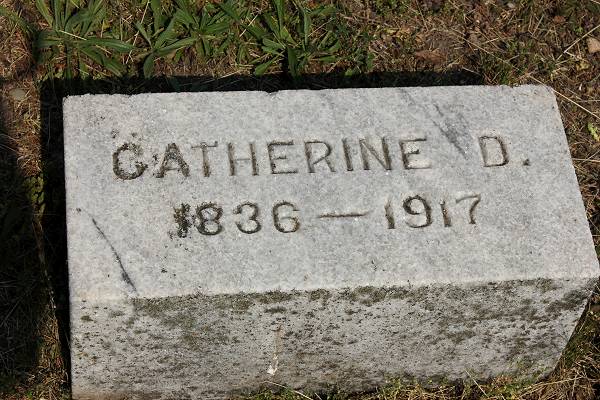 CATHERINE D.
1836 — 1917